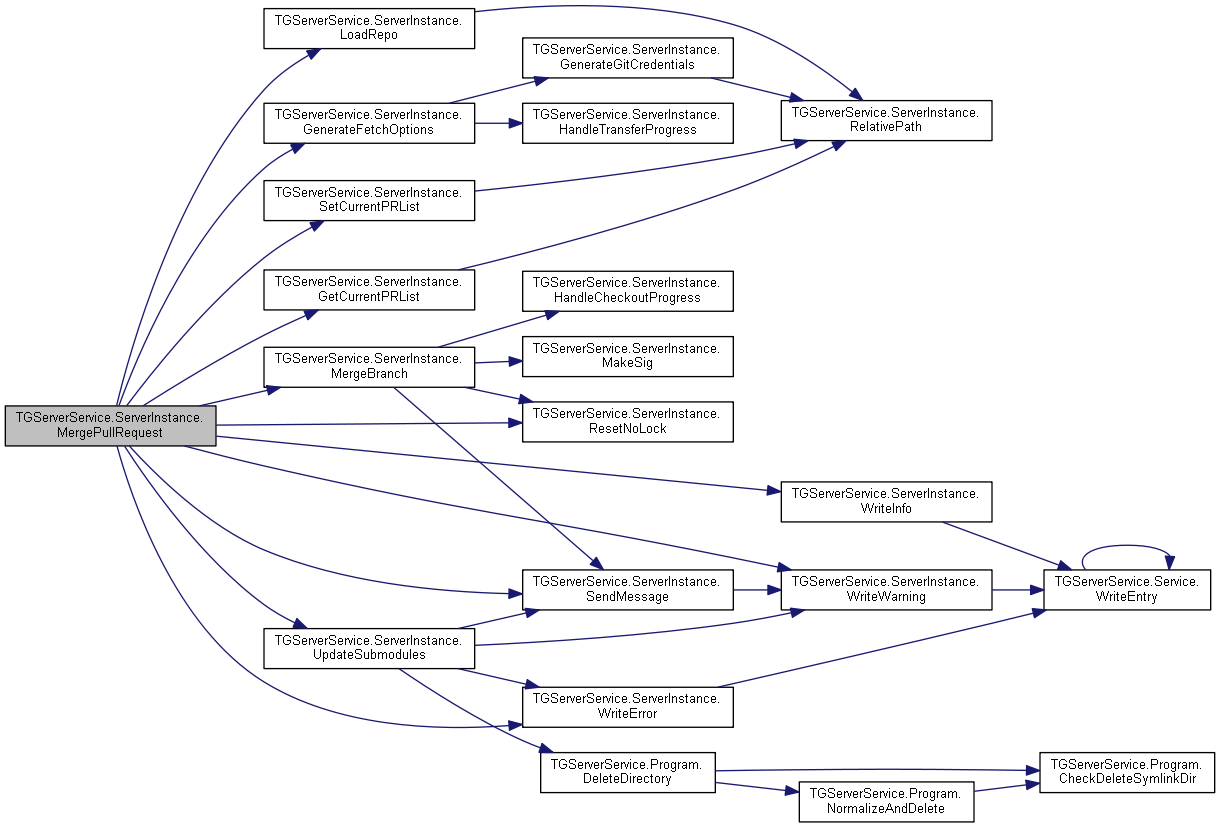 TGServerService.ServerInstance.
LoadRepo
TGServerService.ServerInstance.
GenerateGitCredentials
TGServerService.ServerInstance.
RelativePath
TGServerService.ServerInstance.
GenerateFetchOptions
TGServerService.ServerInstance.
HandleTransferProgress
TGServerService.ServerInstance.
SetCurrentPRList
TGServerService.ServerInstance.
GetCurrentPRList
TGServerService.ServerInstance.
HandleCheckoutProgress
TGServerService.ServerInstance.
MergeBranch
TGServerService.ServerInstance.
MakeSig
TGServerService.ServerInstance.
MergePullRequest
TGServerService.ServerInstance.
ResetNoLock
TGServerService.ServerInstance.
WriteInfo
TGServerService.ServerInstance.
SendMessage
TGServerService.ServerInstance.
WriteWarning
TGServerService.Service.
WriteEntry
TGServerService.ServerInstance.
UpdateSubmodules
TGServerService.ServerInstance.
WriteError
TGServerService.Program.
DeleteDirectory
TGServerService.Program.
CheckDeleteSymlinkDir
TGServerService.Program.
NormalizeAndDelete